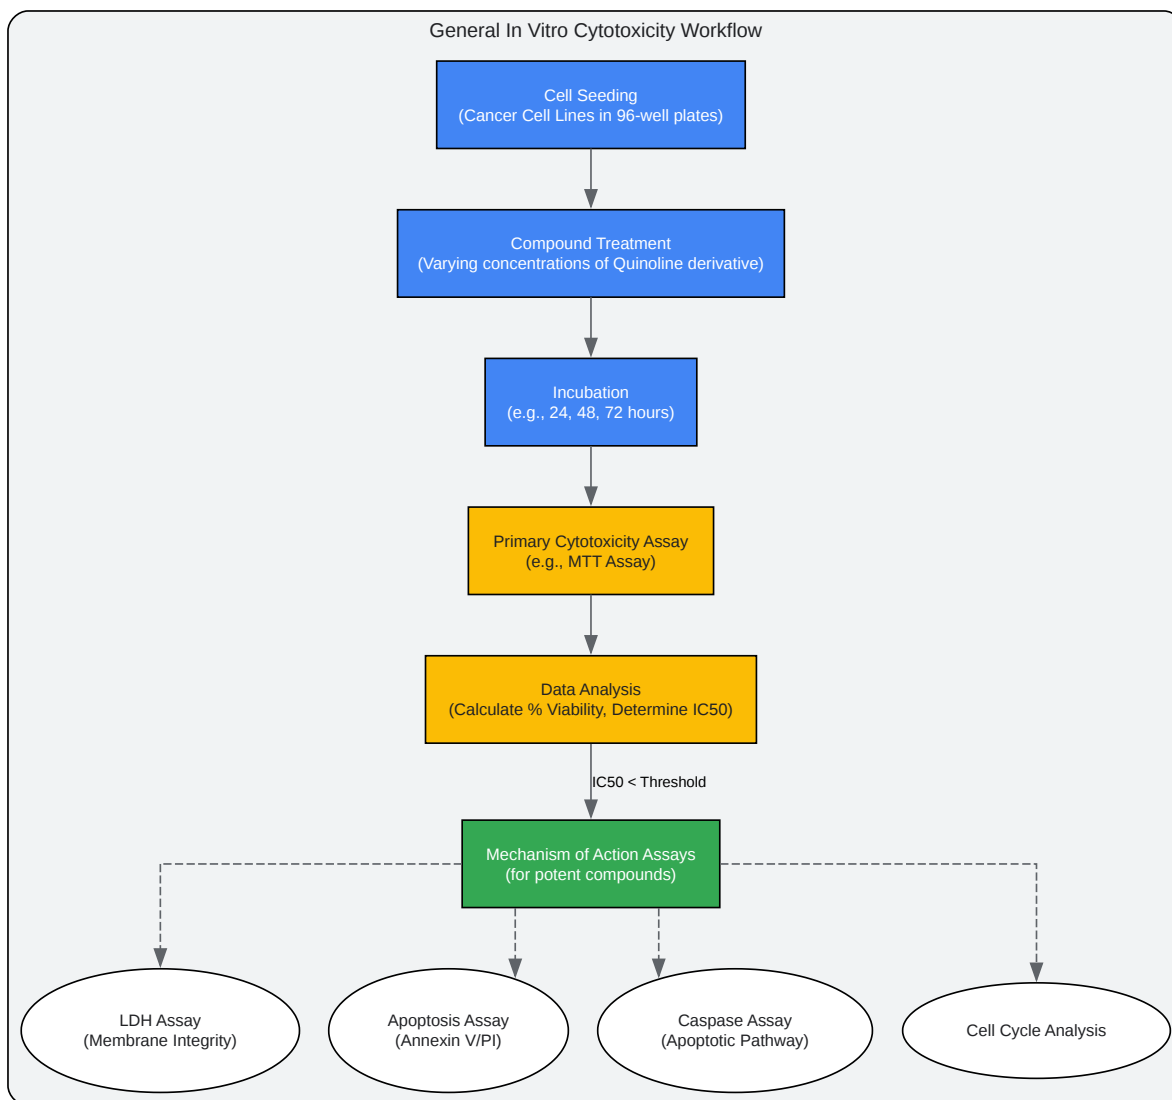 General In Vitro Cytotoxicity Workflow
Cell Seeding
(Cancer Cell Lines in 96-well plates)
Compound Treatment
(Varying concentrations of Quinoline derivative)
Incubation
(e.g., 24, 48, 72 hours)
Primary Cytotoxicity Assay
(e.g., MTT Assay)
Data Analysis
(Calculate % Viability, Determine IC50)
IC50 < Threshold
Mechanism of Action Assays
(for potent compounds)
LDH Assay
(Membrane Integrity)
Apoptosis Assay
(Annexin V/PI)
Caspase Assay
(Apoptotic Pathway)
Cell Cycle Analysis